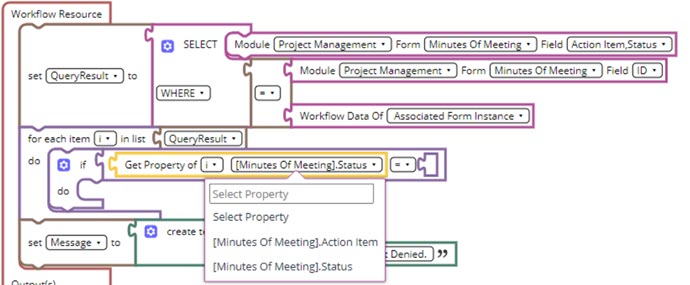 Workflow Resource
SELECT Module Project Management Form Minutes Of Meeting Field Action Item,Status
set QueryResult to
Module Project Management Form Minutes Of Meeting Field ID
WHERE =
Workflow Data Of Associated Form Instance
for each item i in list QueryResult
do if Get Property of i [Minutes Of Meeting].Status =
do
Select Property
Select Property
[Minutes Of Meeting].Action Item
[Minutes Of Meeting].Status
set Message to create te
t Denied. ”